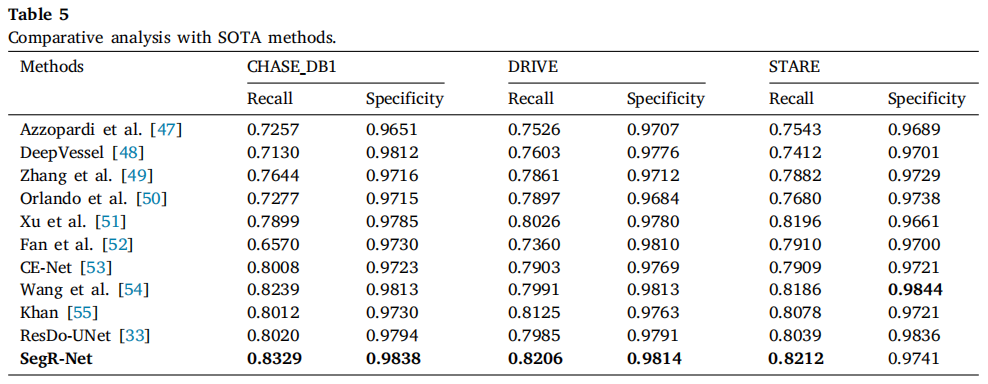 Table 5
Comparative analysis with SOTA methods.
Methods CHASE_DB1 DRIVE STARE
Recall Specificity Recall Specificity Recall Specificity
Azzopardi et al. [47] 0.7257 0.9651 0.7526 0.9707 0.7543 0.9689
DeepVessel [48] 0.7130 0.9812 0.7603 0.9776 0.7412 0.9701
Zhang et al. [49] 0.7644 0.9716 0.7861 0.9712 0.7882 0.9729
Orlando et al. [50] 0.7277 0.9715 0.7897 0.9684 0.7680 0.9738
Xu et al. [51] 0.7899 0.9785 0.8026 0.9780 0.8196 0.9661
Fan et al. [52] 0.6570 0.9730 0.7360 0.9810 0.7910 0.9700
CE-Net [53] 0.8008 0.9723 0.7903 0.9769 0.7909 0.9721
Wang et al. [54] 0.8239 0.9813 0.7991 0.9813 0.8186 0.9844
Khan [55] 0.8012 0.9730 0.8125 0.9763 0.8078 0.9721
ResDo-UNet [33] 0.8020 0.9794 0.7985 0.9791 0.8039 0.9836
SegR-Net 0.8329 0.9838 0.8206 0.9814 0.8212 0.9741